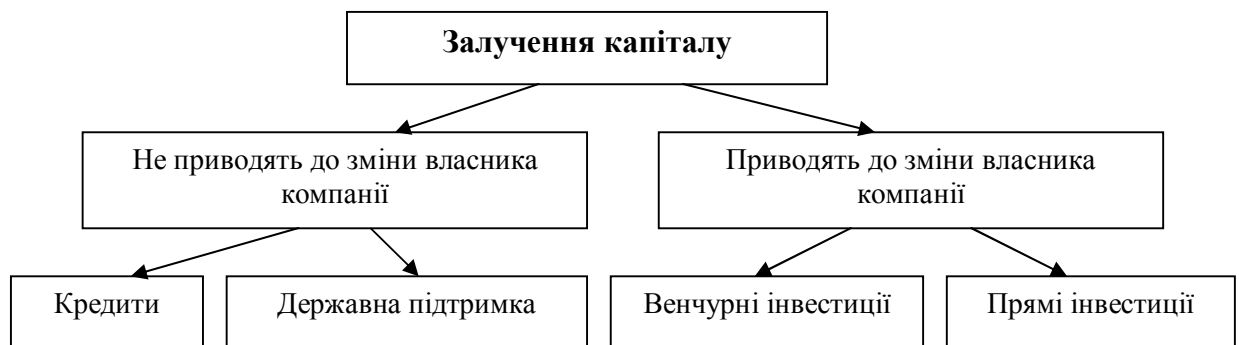 Залучення капіталу
Не приводять до зміни власника
компанії
Приводять до зміни власника
компанії
Кредити
Державна підтримка
Венчурні інвестиції
Прямі інвестиції